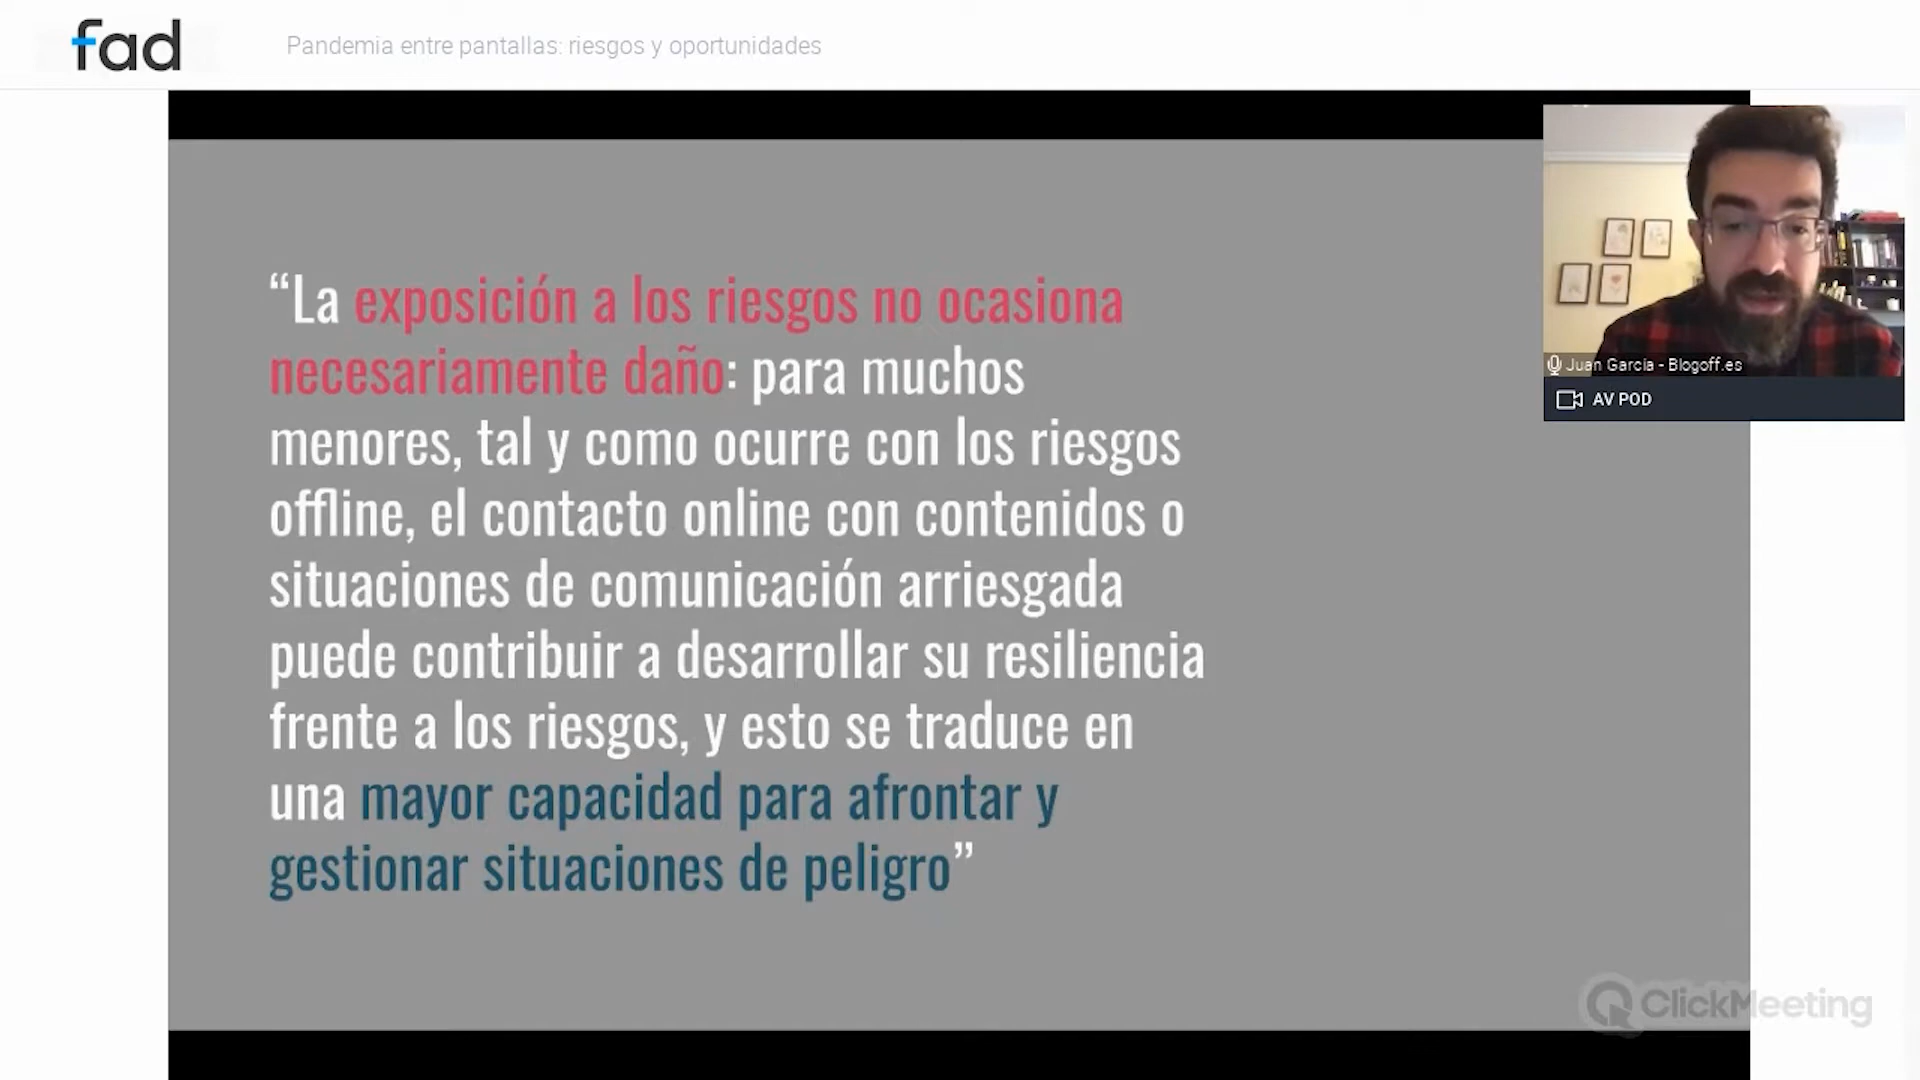 fad
Pandemia entre pantallas: riesgos y oportunidades
“La exposición a los riesgos no ocasiona
necesariamente daño: para muchos
menores, tal y como ocurre con los riesgos
offline, el contacto online con contenidos o
situaciones de comunicación arriesgada
puede contribuir a desarrollar su resiliencia
frente a los riesgos, y esto se traduce en
una mayor capacidad para afrontar y
gestionar situaciones de peligro”
Juan García - Blogoff.es
AV POD
ClickMeeting